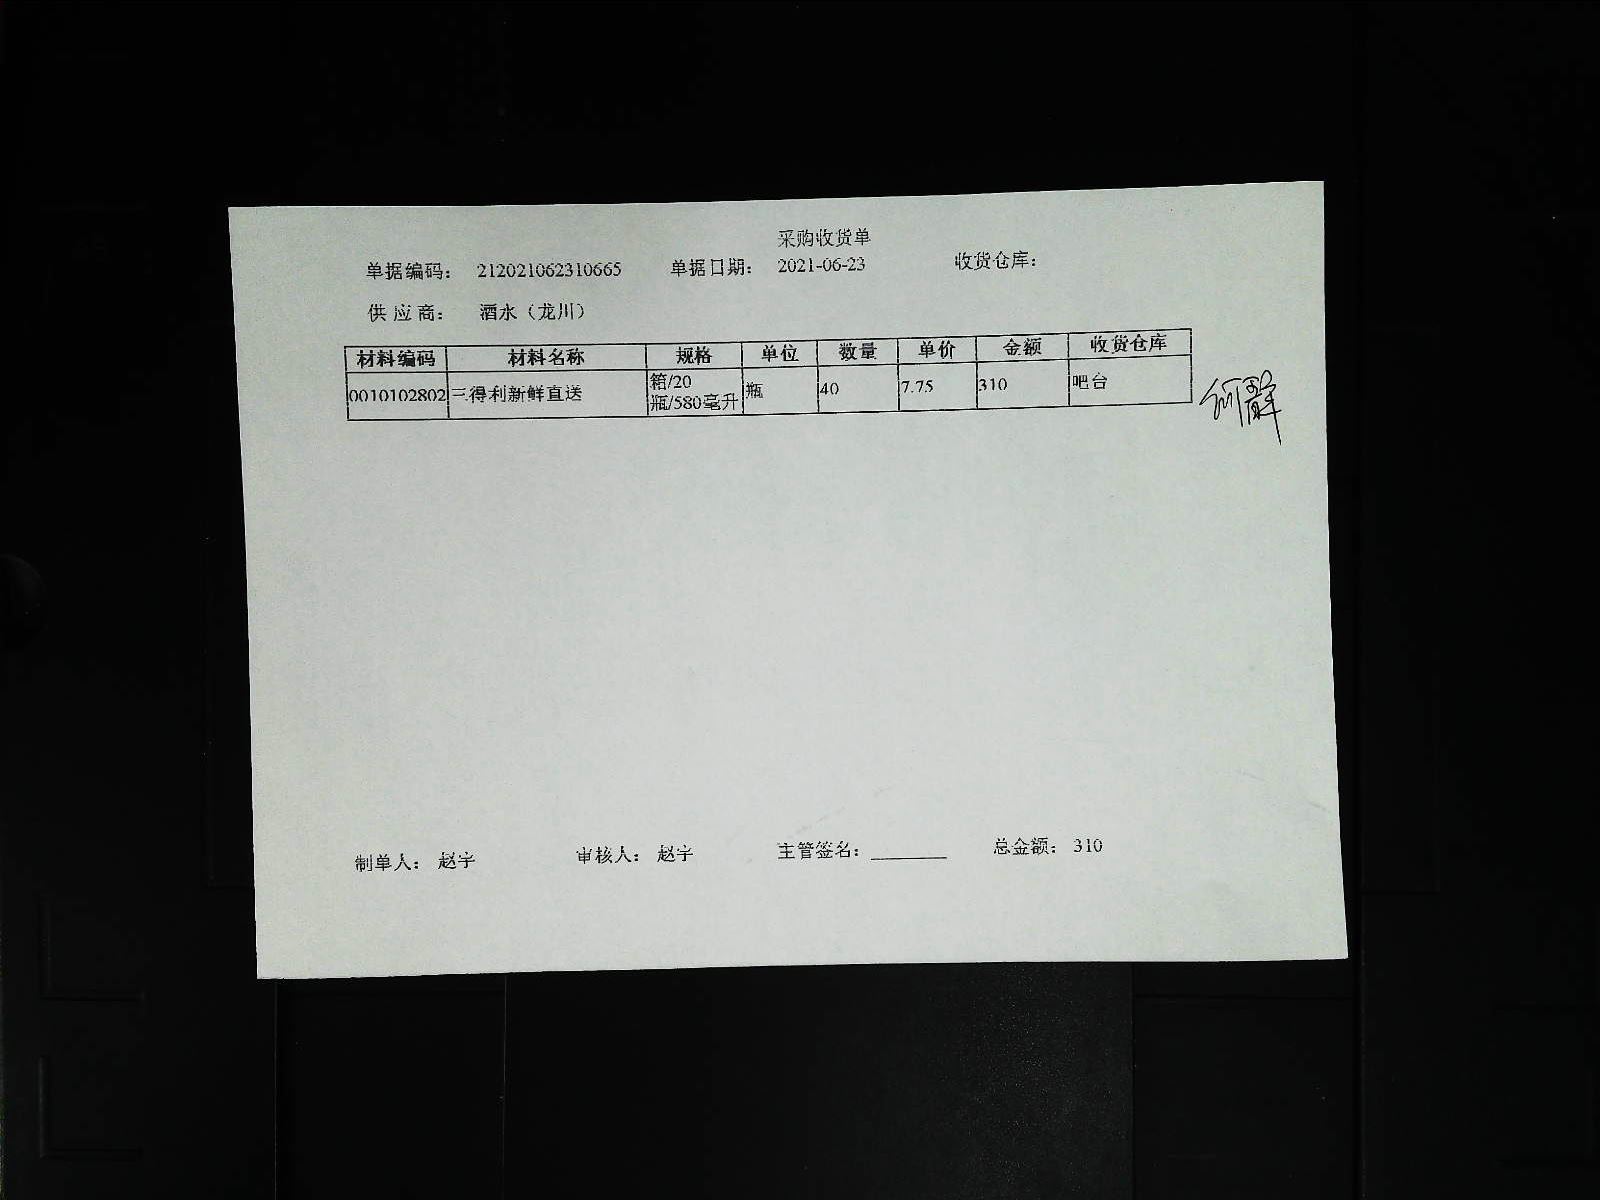 采购收货单
单据编码： 212021062310665 单据日期： 2021-06-23 收货仓库：
供 应 商： 酒水（龙川）
材料编码 材料名称 规格 单位 数量 单价 金额 收货仓库
0010102802 三得利新鲜直送 箱/20瓶/580毫升 瓶 40 7.75 310 吧台
制单人： 赵宇 审核人： 赵宇 主管签名： 总金额： 310